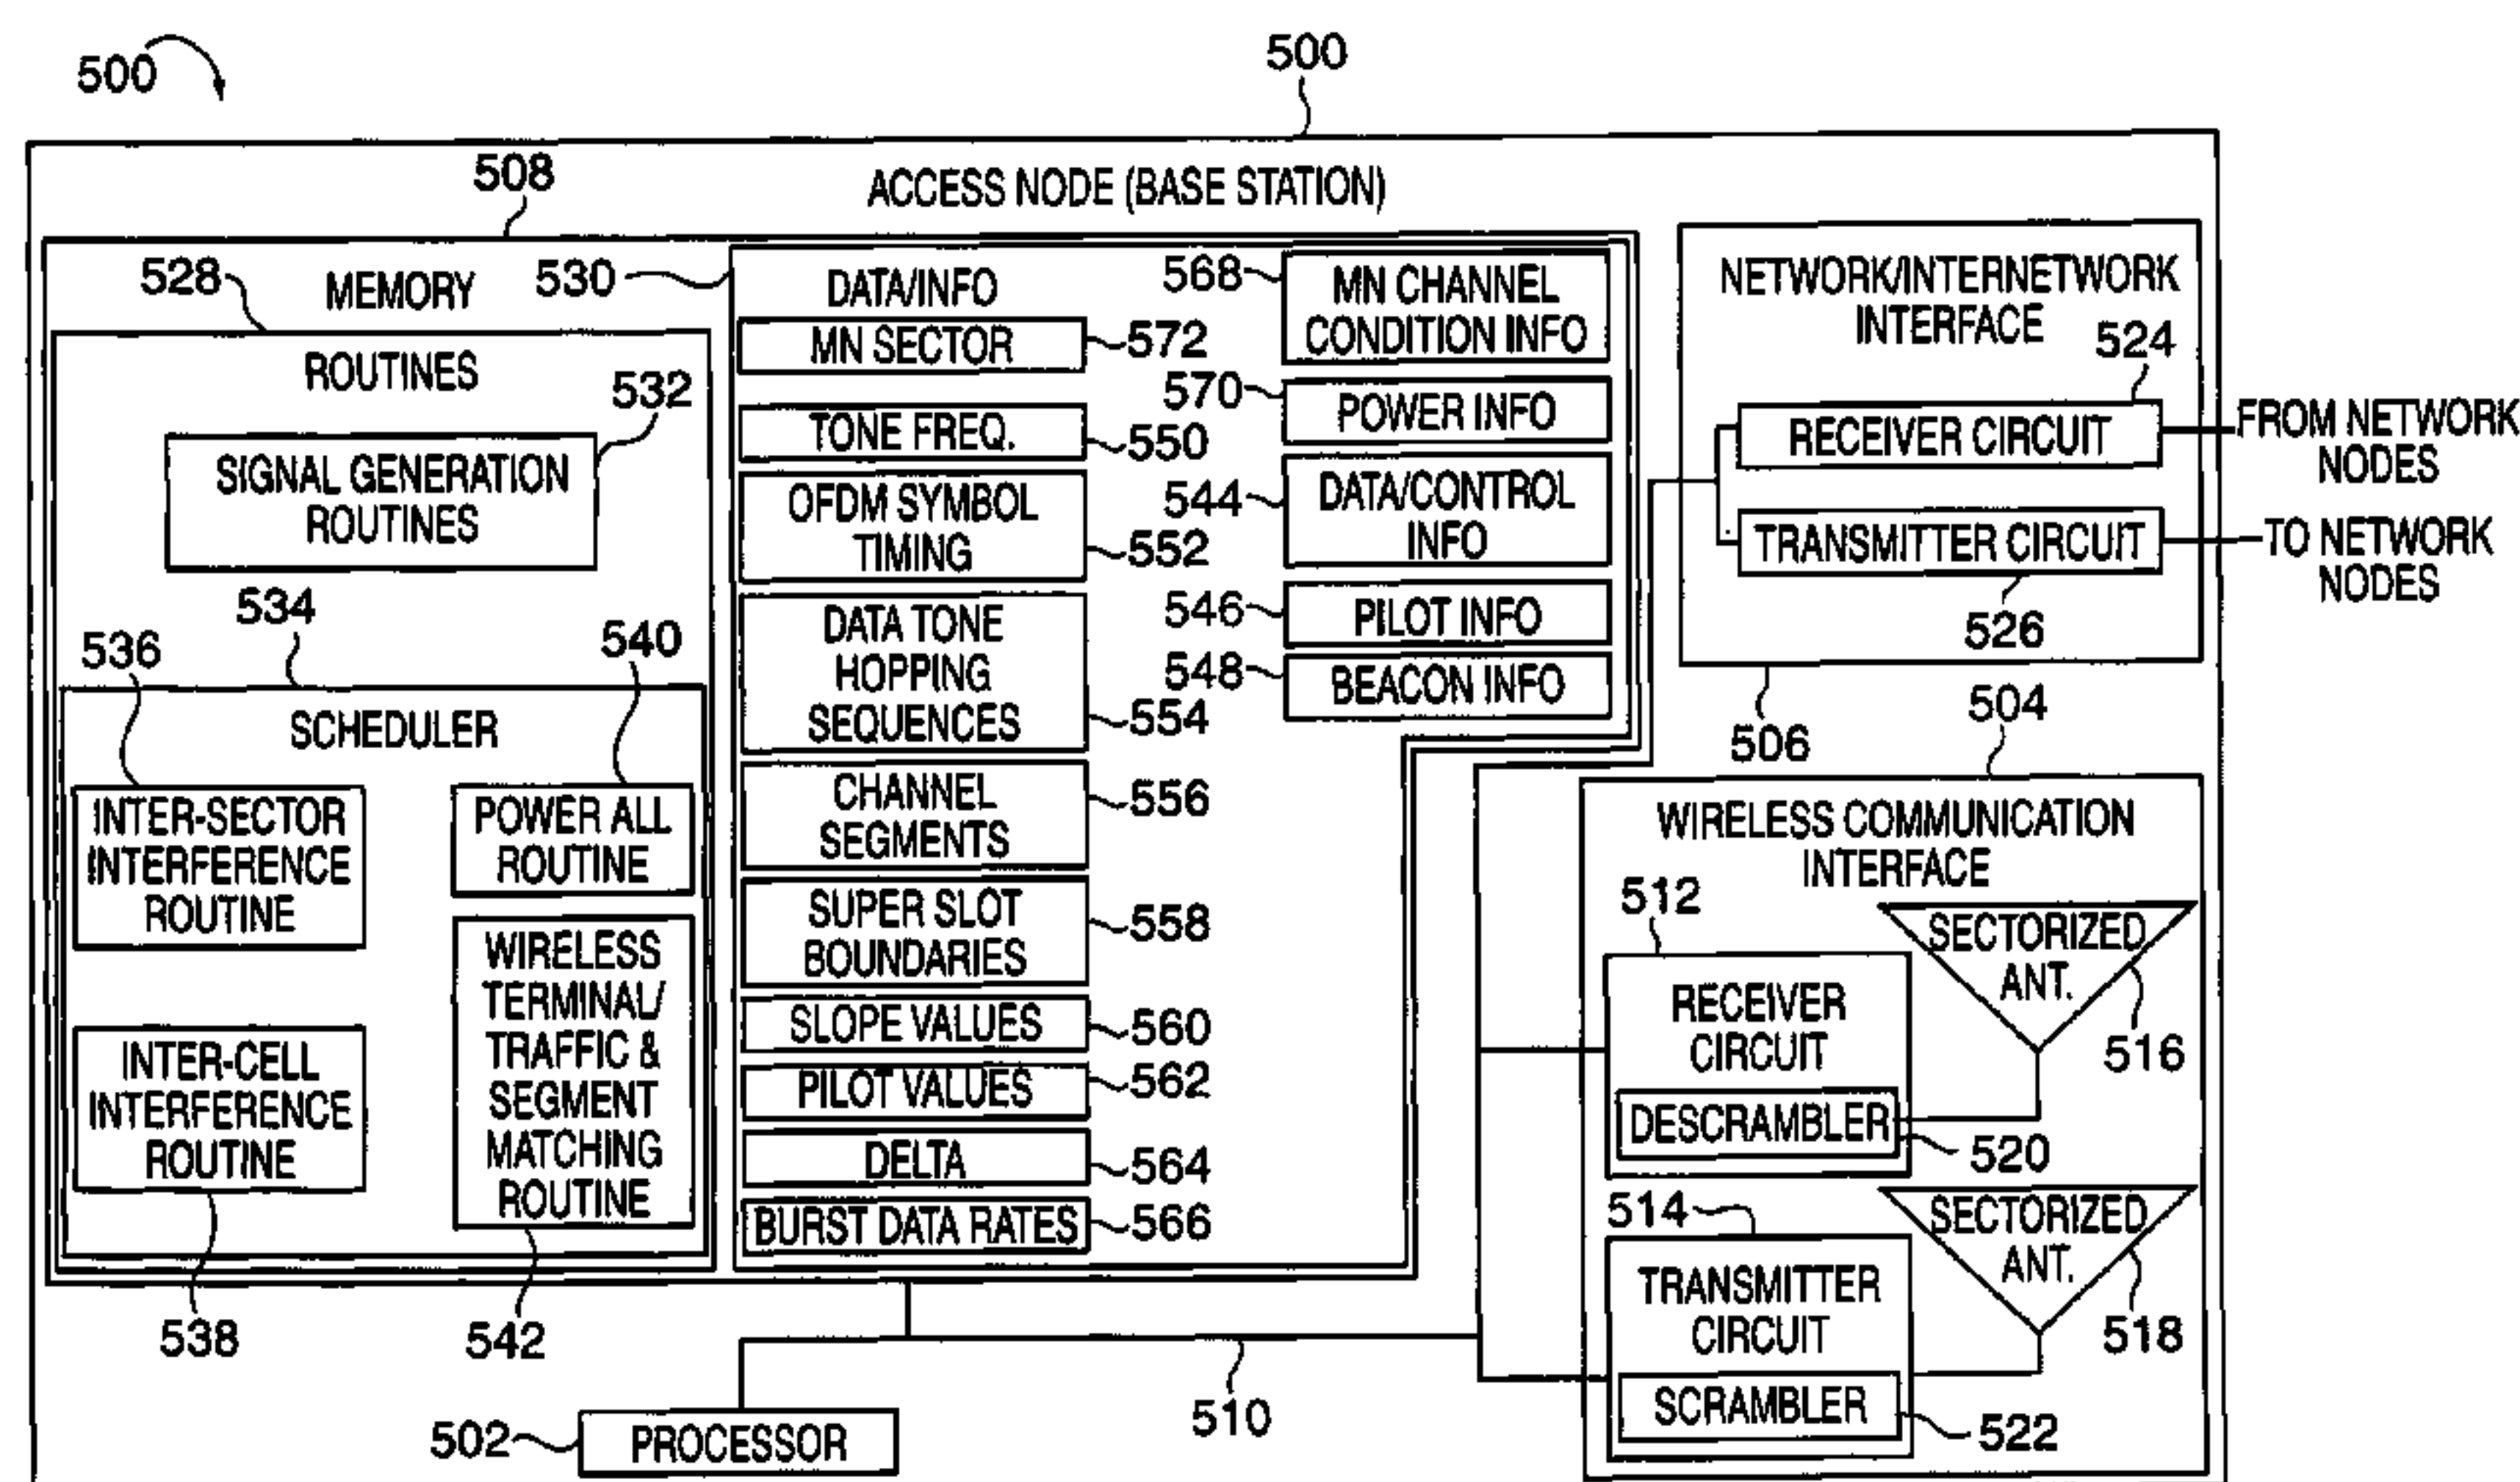 500
500
ACCESS NODE (BASE STATION)
508
MEMORY
528
ROUTINES
532
SIGNAL GENERATION
ROUTINES
534
536
540
SCHEDULER
INTER-SECTOR
INTERFERENCE
ROUTINE
POWER ALL
ROUTINE
INTER-CELL
INTERFERENCE
ROUTINE
WIRELESS
TERMINAL/
TRAFFIC &
SEGMENT
MATCHING
ROUTINE
538
542
530
DATA/INFO
MN SECTOR
572
TONE FREQ.
550
OFDM SYMBOL
TIMING
552
DATA TONE
HOPPING
SEQUENCES
554
CHANNEL
SEGMENTS
556
SUPER SLOT
BOUNDARIES
558
SLOPE VALUES
560
PILOT VALUES
562
DELTA
564
BURST DATA RATES
566
568
MN CHANNEL
CONDITION INFO
570
POWER INFO
544
DATA/CONTROL
INFO
546
PILOT INFO
548
BEACON INFO
NETWORK/INTERNETWORK
INTERFACE
524
RECEIVER CIRCUIT
FROM NETWORK
NODES
TRANSMITTER CIRCUIT
TO NETWORK
NODES
526
506
504
WIRELESS COMMUNICATION
INTERFACE
512
RECEIVER
CIRCUIT
DESCRAMBLER
520
SECTORIZED
ANT.
516
514
TRANSMITTER
CIRCUIT
SCRAMBLER
522
SECTORIZED
ANT.
518
510
502
PROCESSOR